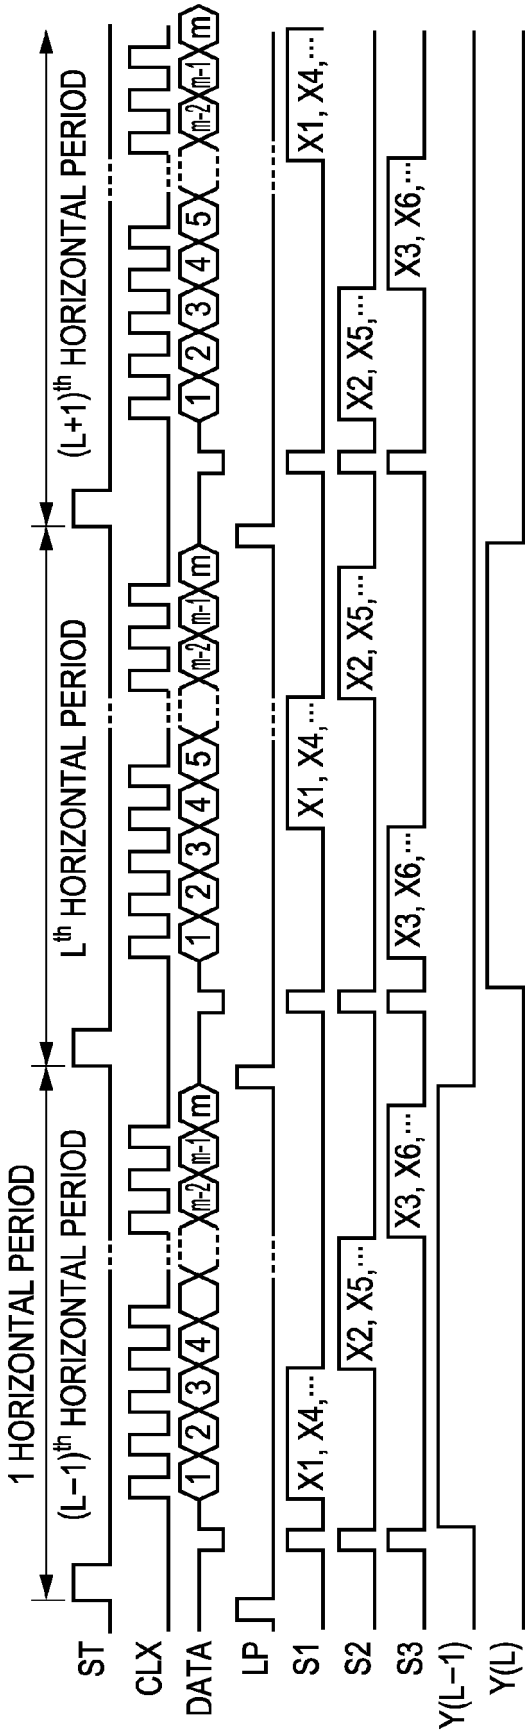 1 HORIZONTAL PERIOD
(L−1)th HORIZONTAL PERIOD Lth HORIZONTAL PERIOD (L+1)th HORIZONTAL PERIOD
ST
CLX
DATA 1 2 3 4 m-2 m-1 m 1 2 3 4 5 m-2 m-1 m 1 2 3 4 5 m-2 m-1 m
LP
S1 X1, X4,... X1, X4,... X1, X4,...
S2 X2, X5,... X2, X5,... X2, X5,...
S3 X3, X6,... X3, X6,... X3, X6,...
Y(L−1)
Y(L)